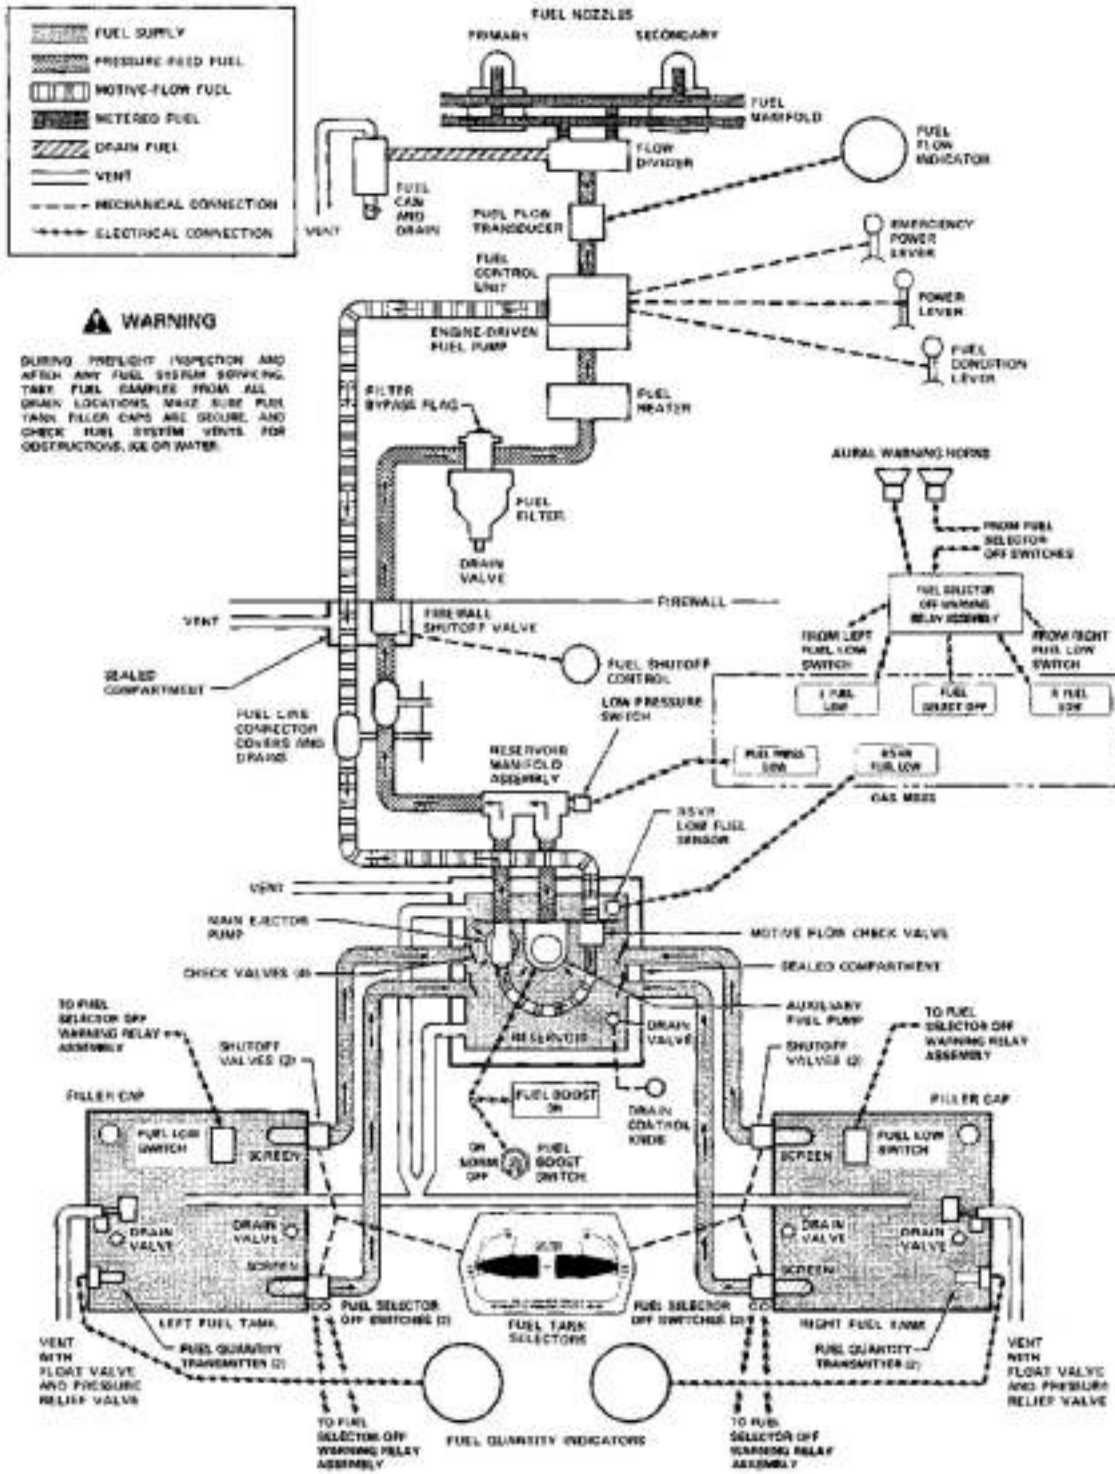 FUEL SUPPLY
PRESSURE-FEED FUEL
MOTIVE-FLOW FUEL
METERED FUEL
DRAIN FUEL
VENT
MECHANICAL CONNECTION
ELECTRICAL CONNECTION
FUEL NOZZLES
PRIMARY
SECONDARY
FUEL
MANIFOLD
FLOW
DIVIDER
FUEL
FLOW
INDICATOR
FUEL
CAN
AND
DRAIN
VENT
FUEL FLOW
TRANSDUCER
FUEL
CONTROL
UNIT
EMERGENCY
POWER
LEVER
POWER
LEVER
FUEL
CONDITION
LEVER
ENGINE-DRIVEN
FUEL PUMP
WARNING
DURING PREFLIGHT INSPECTION AND
AFTER ANY FUEL SYSTEM SERVICING,
TAKE FUEL SAMPLES FROM ALL
DRAIN LOCATIONS, MAKE SURE FUEL
TANK FILLER CAPS ARE SECURE, AND
CHECK FUEL SYSTEM VENTS FOR
OBSTRUCTIONS, ICE OR WATER.
FILTER
BYPASS FLAG
FUEL
HEATER
FUEL
FILTER
DRAIN
VALVE
AURAL WARNING HORNS
FROM FUEL
SELECTOR
OFF SWITCHES
FUEL SELECTOR
OFF WARNING
RELAY ASSEMBLY
FROM LEFT
FUEL LOW
SWITCH
FROM RIGHT
FUEL LOW
SWITCH
FIREWALL
VENT
FIREWALL
SHUTOFF VALVE
SEALED
COMPARTMENT
FUEL SHUTOFF
CONTROL
L FUEL
LOW
FUEL
SELECT OFF
R FUEL
LOW
FUEL LINE
CONNECTOR
COVERS AND
DRAINS
LOW PRESSURE
SWITCH
RESERVOIR
MANIFOLD
ASSEMBLY
FUEL PRESS
LOW
RSVR
FUEL LOW
RSVR
LOW FUEL
SENSOR
VENT
MAIN EJECTOR
PUMP
MOTIVE FLOW CHECK VALVE
CHECK VALVES (4)
SEALED COMPARTMENT
AUXILIARY
FUEL PUMP
RESERVOIR
DRAIN
VALVE
TO FUEL
SELECTOR OFF
WARNING RELAY
ASSEMBLY
SHUTOFF
VALVES (2)
SHUTOFF
VALVES (2)
TO FUEL
SELECTOR OFF
WARNING RELAY
ASSEMBLY
FILLER CAP
FUEL LOW
SWITCH
SCREEN
FUEL BOOST
ON
DRAIN
CONTROL
KNOB
ON
NORM
OFF
FUEL
BOOST
SWITCH
FILLER CAP
FUEL LOW
SWITCH
SCREEN
DRAIN
VALVE
DRAIN
VALVE
SCREEN
DRAIN
VALVE
DRAIN
VALVE
SCREEN
LEFT FUEL TANK
FUEL SELECTOR
OFF SWITCHES (2)
FUEL TANK
SELECTORS
FUEL SELECTOR
OFF SWITCHES (2)
RIGHT FUEL TANK
FUEL QUANTITY
TRANSMITTER (2)
FUEL QUANTITY
TRANSMITTER (2)
VENT
WITH
FLOAT VALVE
AND PRESSURE
RELIEF VALVE
VENT
WITH
FLOAT VALVE
AND PRESSURE
RELIEF VALVE
TO FUEL
SELECTOR OFF
WARNING RELAY
ASSEMBLY
FUEL QUANTITY INDICATORS
TO FUEL
SELECTOR OFF
WARNING RELAY
ASSEMBLY